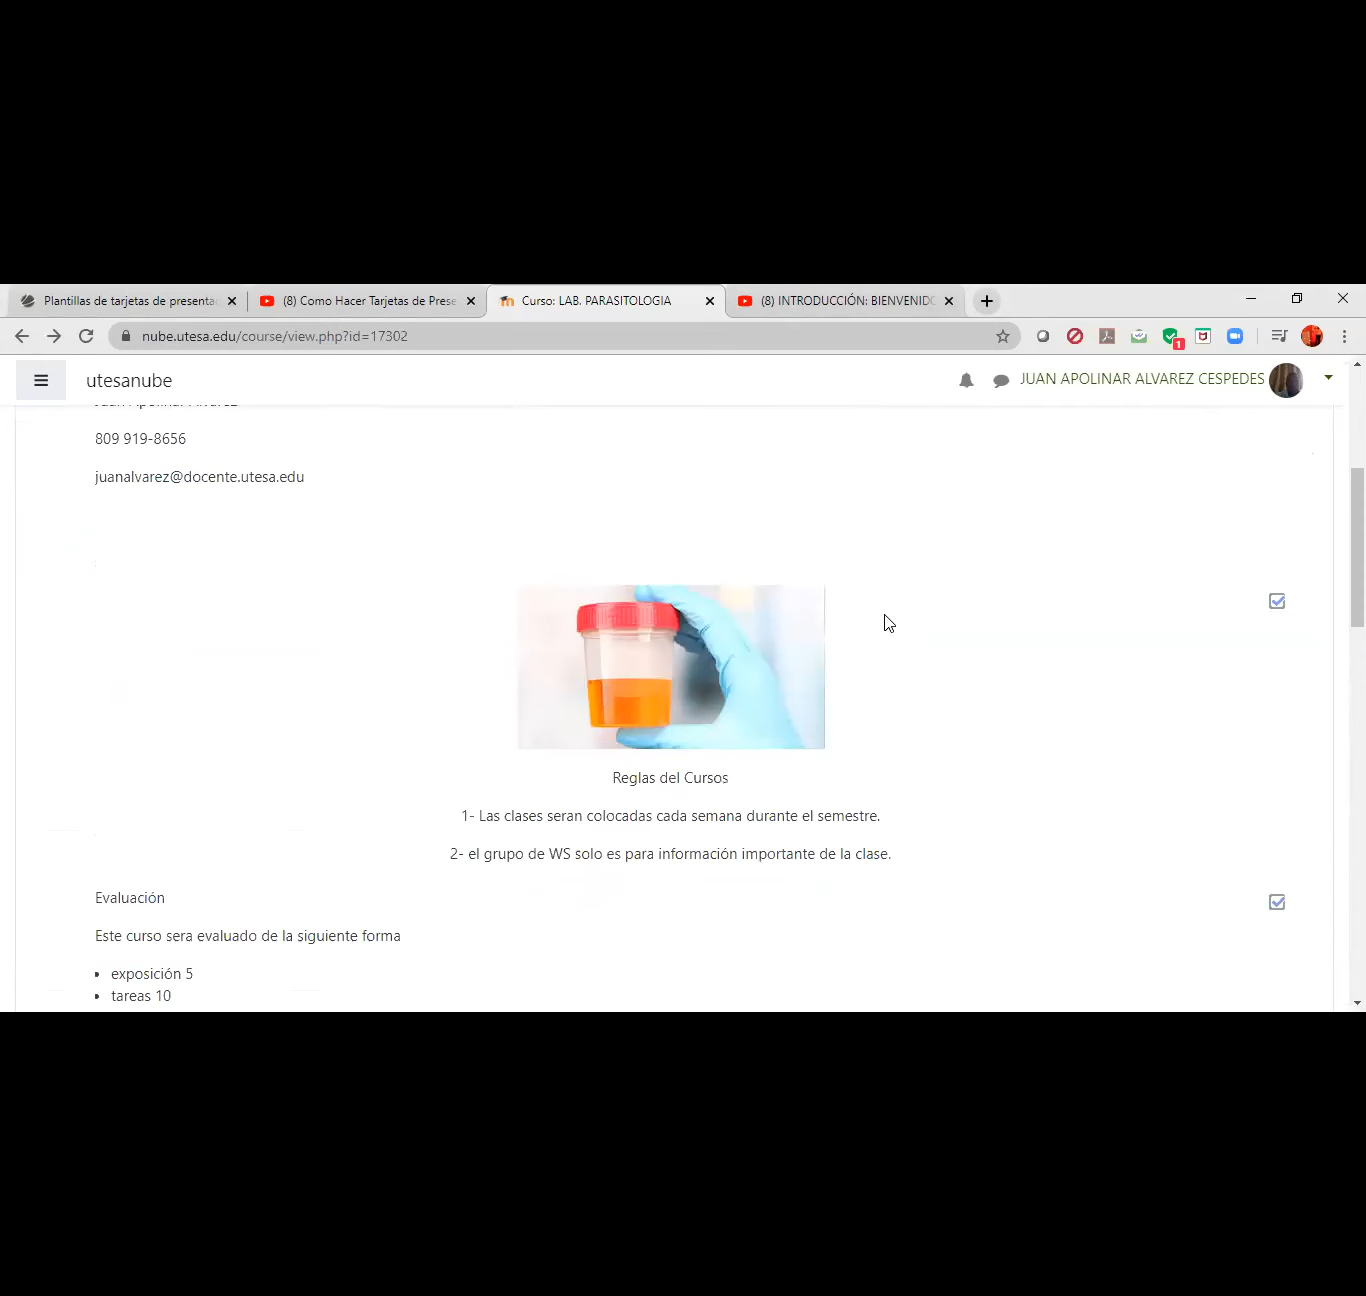 Plantillas de tarjetas de presenta
(8) Como Hacer Tarjetas de Prese
Curso: LAB. PARASITOLOGIA
(8) INTRODUCCIÓN: BIENVENIDO
nube.utesa.edu/course/view.php?id=17302
1
utesanube
JUAN APOLINAR ALVAREZ CESPEDES
809 919-8656
juanalvarez@docente.utesa.edu
Reglas del Cursos
1- Las clases seran colocadas cada semana durante el semestre.
2- el grupo de WS solo es para información importante de la clase.
Evaluación
Este curso sera evaluado de la siguiente forma
• exposición 5
• tareas 10